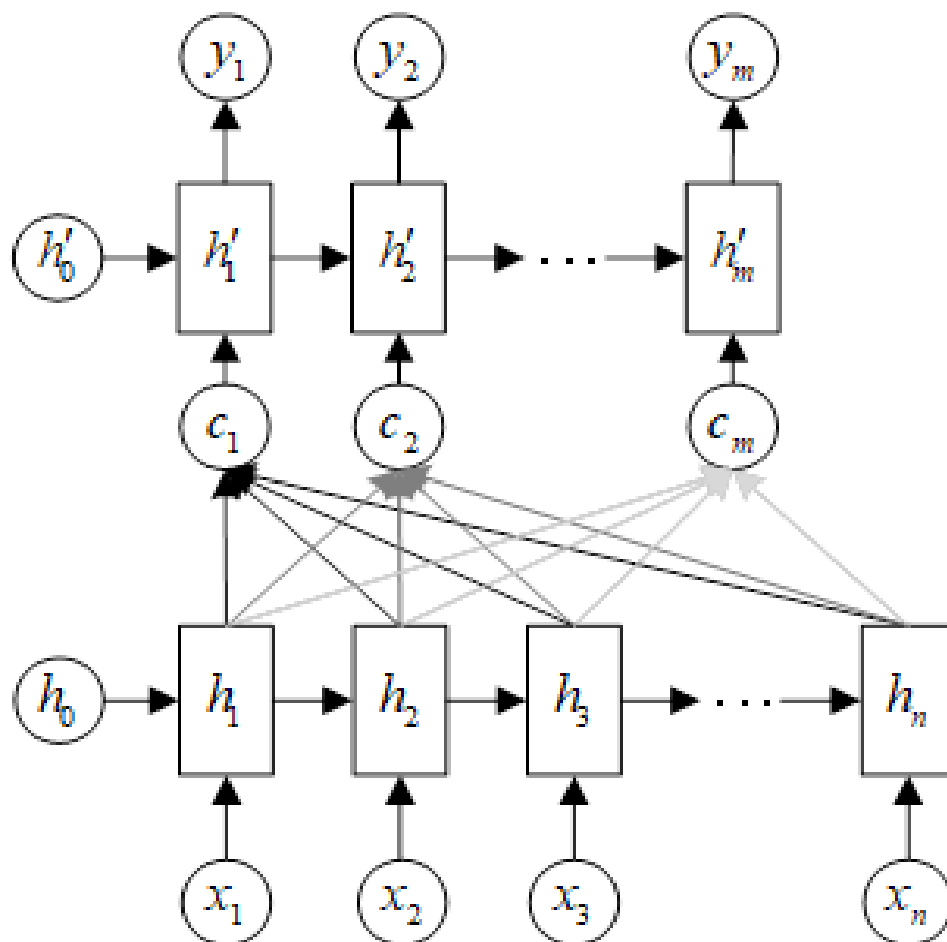 y₁ y₂ yₘ
h′₀ h′₁ h′₂ ··· h′ₘ
c₁ c₂ cₘ
h₀ h₁ h₂ h₃ ··· hₙ
x₁ x₂ x₃ xₙ